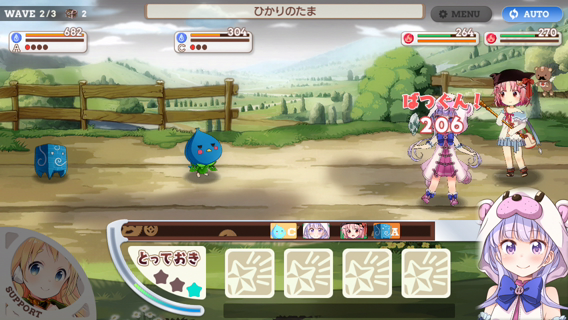 WAVE 2/3
2
ひかりのたま
MENU
AUTO
682
A
304
C
264
270
ばつぐん!
206
C
A
とっておき
SUPPORT